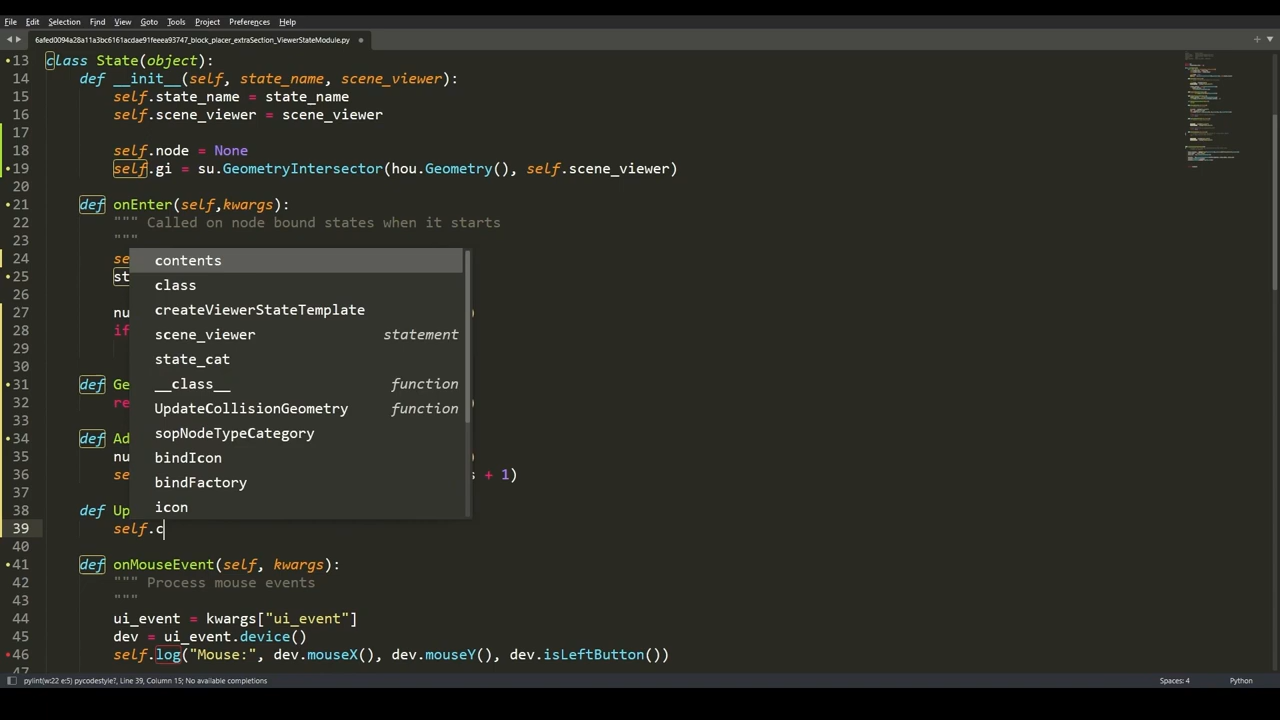 File Edit Selection Find View Goto Tools Project Preferences Help
6afed0094a28a11a3bc6161acdae91feeea93747_block_placer_extraSection_ViewerStateModule.py
13 class State(object):
14 def __init__(self, state_name, scene_viewer):
15 self.state_name = state_name
16 self.scene_viewer = scene_viewer
17
18 self.node = None
19 self.gi = su.GeometryIntersector(hou.Geometry(), self.scene_viewer)
20
21 def onEnter(self,kwargs):
22 """ Called on node bound states when it starts
23 """
24 se
25 st
26
27 nu )
28 if
29
30
31 def Ge
32 re )
33
34 def Ad
35 nu )
36 se s + 1)
37
38 def Up
39 self.c
40
41 def onMouseEvent(self, kwargs):
42 """ Process mouse events
43 """
44 ui_event = kwargs["ui_event"]
45 dev = ui_event.device()
46 self.log("Mouse:", dev.mouseX(), dev.mouseY(), dev.isLeftButton())
47
contents
class
createViewerStateTemplate
scene_viewer statement
state_cat
__class__ function
UpdateCollisionGeometry function
sopNodeTypeCategory
bindIcon
bindFactory
icon
pylint(w:22 e:5) pycodestyle?, Line 39, Column 15; No available completions
Spaces: 4 Python